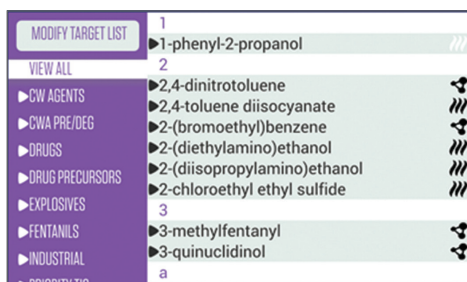 MODIFY TARGET LIST
VIEW ALL
CW AGENTS
CWA PRE/DEG
DRUGS
DRUG PRECURSORS
EXPLOSIVES
FENTANILS
INDUSTRIAL
PRIORITY TIC
1
1-phenyl-2-propanol
2
2,4-dinitrotoluene
2,4-toluene diisocyanate
2-(bromoethyl)benzene
2-(diethylamino)ethanol
2-(diisopropylamino)ethanol
2-chloroethyl ethyl sulfide
3
3-methylfentanyl
3-quinuclidinol
a